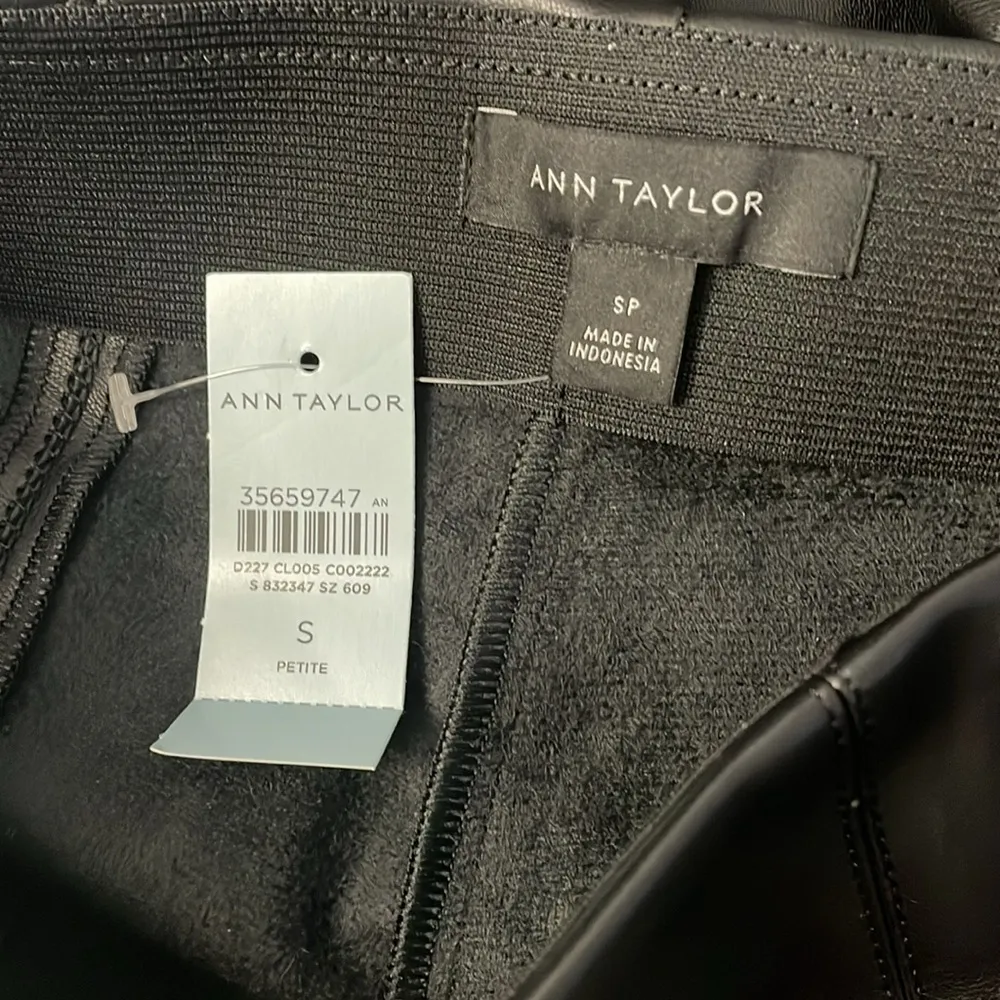 ANN TAYLOR
SP
MADE IN
INDONESIA
ANN TAYLOR
35659747 AN
D227 CL005 C002222
S 832347 SZ 609
S
PETITE